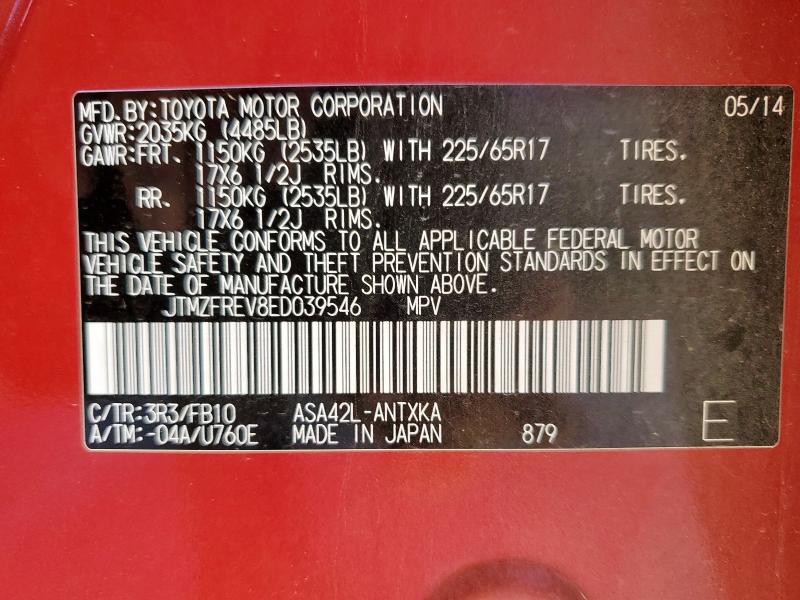 MFD.BY:TOYOTA MOTOR CORPORATION 05/14
GVWR:2035KG (4485LB)
GAWR:FRT. 1150KG (2535LB) WITH 225/65R17 TIRES.
17X6 1/2J RIMS.
RR. 1150KG (2535LB) WITH 225/65R17 TIRES.
17X6 1/2J RIMS.
THIS VEHICLE CONFORMS TO ALL APPLICABLE FEDERAL MOTOR
VEHICLE SAFETY AND THEFT PREVENTION STANDARDS IN EFFECT ON
THE DATE OF MANUFACTURE SHOWN ABOVE.
JTMZFREV8ED039546 MPV
C/TR:3R3/FB10 ASA42L-ANTXKA
A/TM:-04A/U760E MADE IN JAPAN 879 E